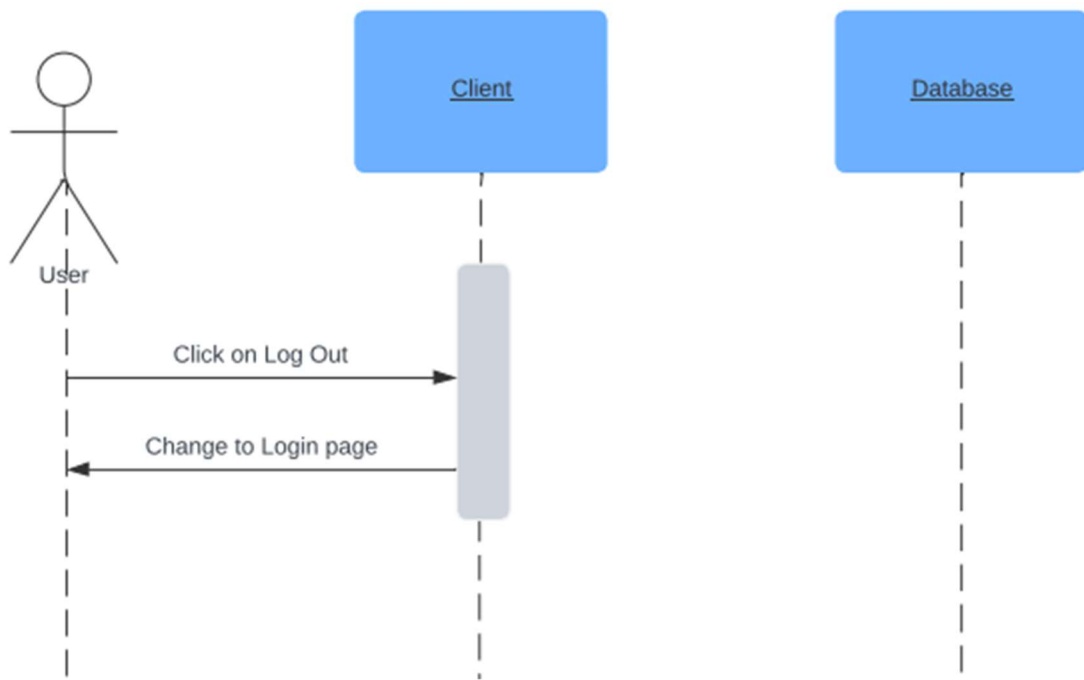 Client
Database
User
Click on Log Out
Change to Login page